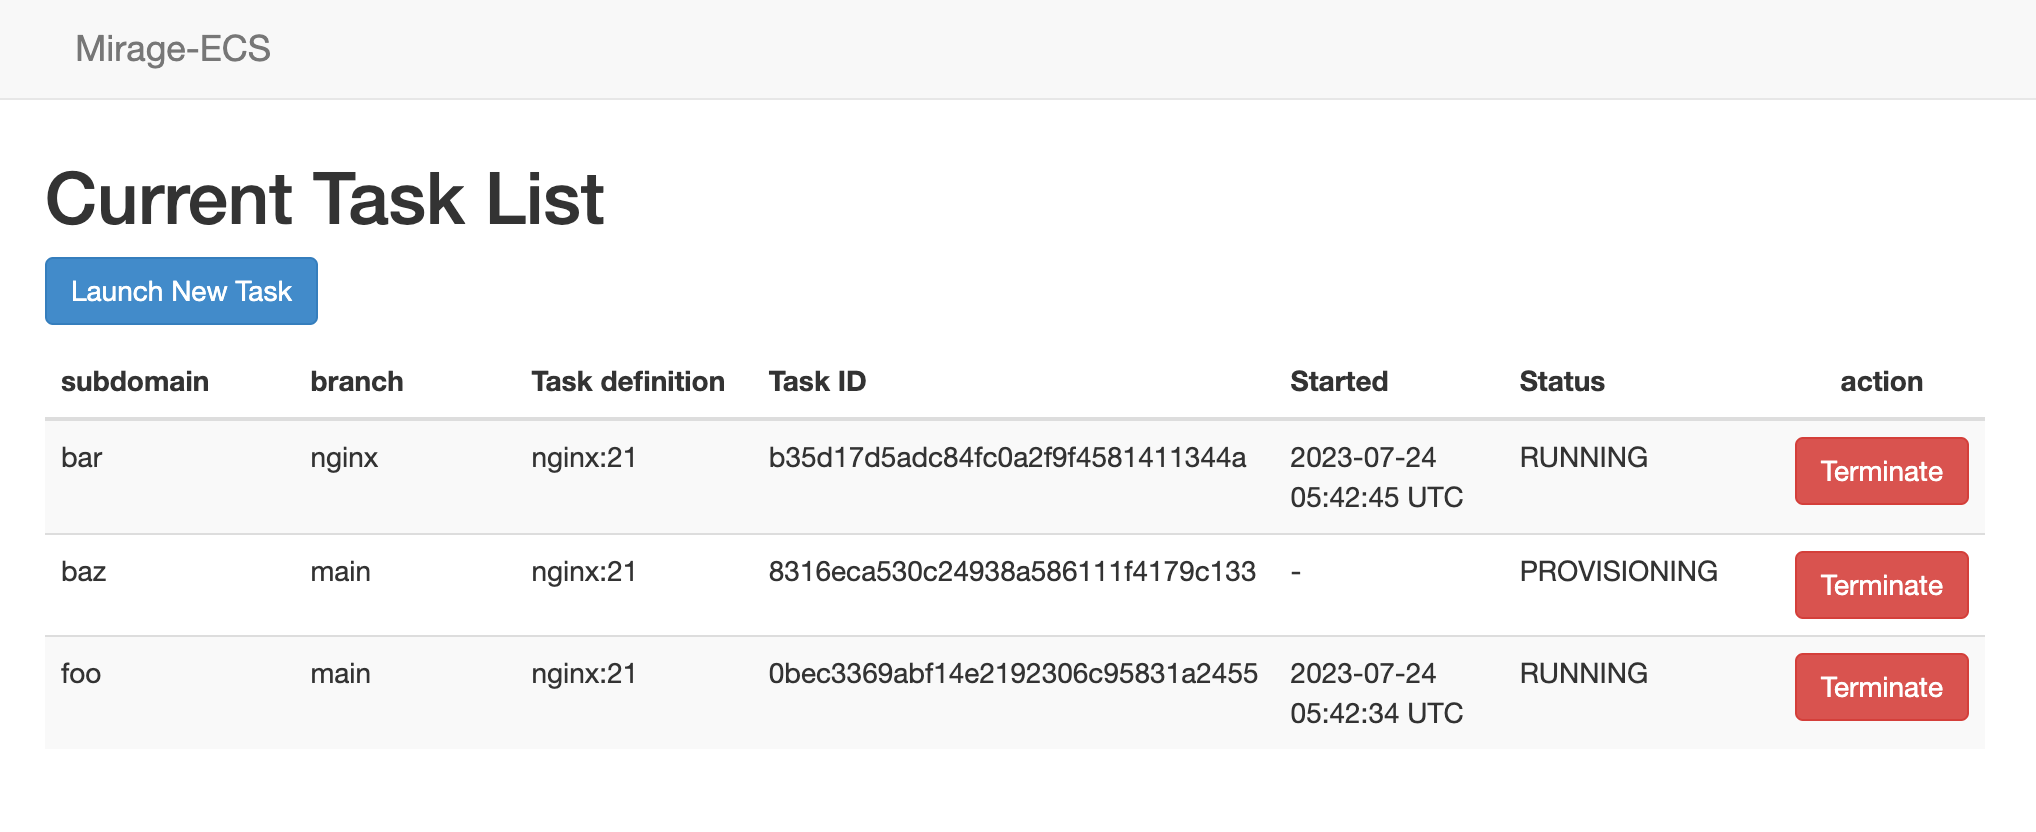 Mirage-ECS
Current Task List
Launch New Task
subdomain branch Task definition Task ID Started Status action
bar nginx nginx:21 b35d17d5adc84fc0a2f9f4581411344a 2023-07-24 RUNNING Terminate
05:42:45 UTC
baz main nginx:21 8316eca530c24938a586111f4179c133 - PROVISIONING Terminate
foo main nginx:21 0bec3369abf14e2192306c95831a2455 2023-07-24 RUNNING Terminate
05:42:34 UTC